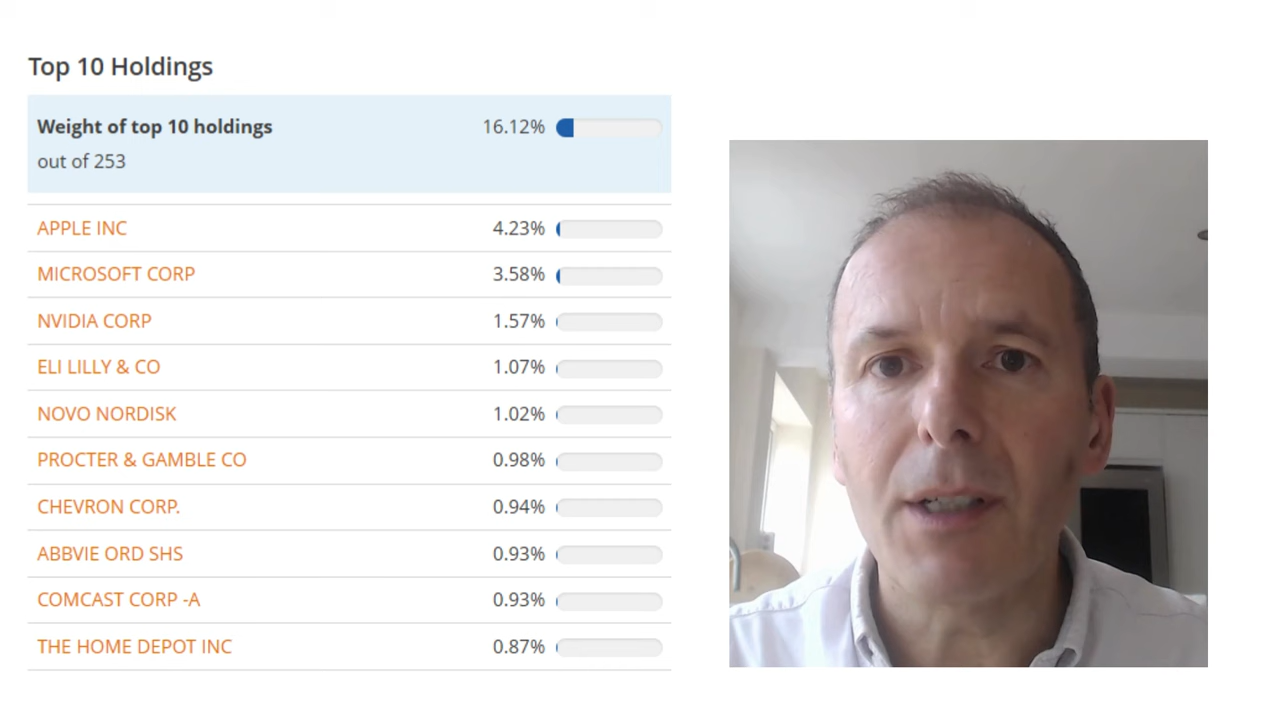 Top 10 Holdings
Weight of top 10 holdings 16.12%
out of 253
APPLE INC 4.23%
MICROSOFT CORP 3.58%
NVIDIA CORP 1.57%
ELI LILLY & CO 1.07%
NOVO NORDISK 1.02%
PROCTER & GAMBLE CO 0.98%
CHEVRON CORP. 0.94%
ABBVIE ORD SHS 0.93%
COMCAST CORP -A 0.93%
THE HOME DEPOT INC 0.87%